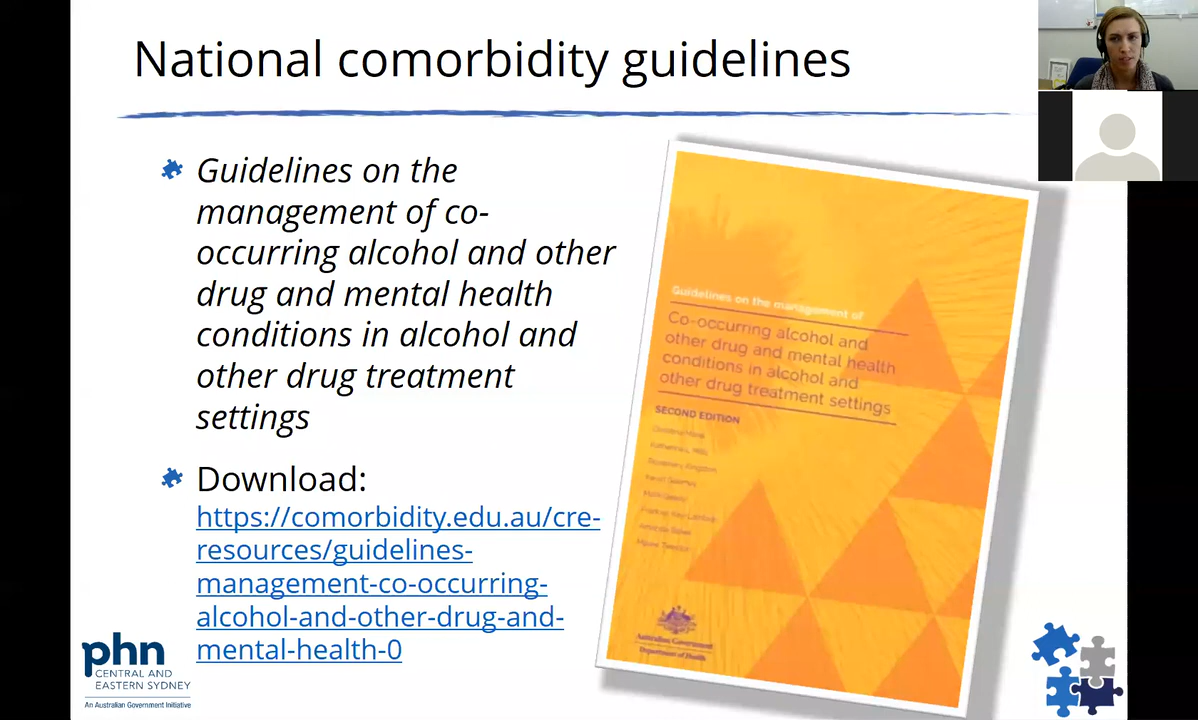 National comorbidity guidelines
Guidelines on the
management of co-
occurring alcohol and other
drug and mental health
conditions in alcohol and
other drug treatment
settings
Download:
https://comorbidity.edu.au/cre-
resources/guidelines-
management-co-occurring-
alcohol-and-other-drug-and-
mental-health-0
Guidelines on the management of
Co-occurring alcohol and
other drug and mental health
conditions in alcohol and
other drug treatment settings
SECOND EDITION
Australian Government
Department of Health
phn
CENTRAL AND
EASTERN SYDNEY
An Australian Government Initiative